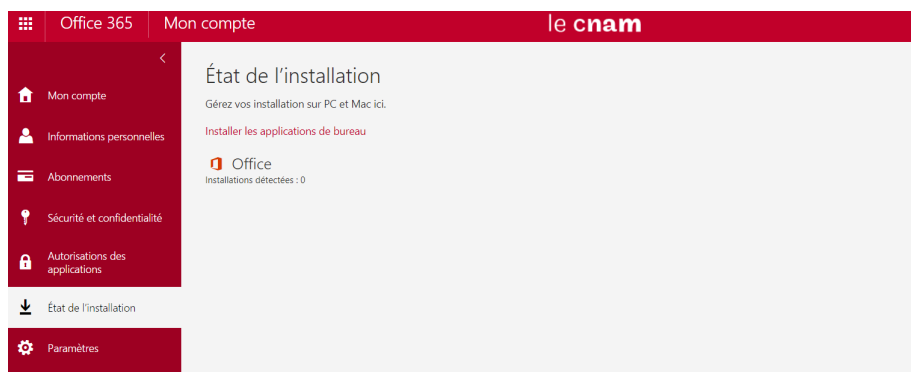 Office 365 Mon compte le cnam
Mon compte
Informations personnelles
Abonnements
Sécurité et confidentialité
Autorisations des
applications
État de l'installation
Paramètres
État de l'installation
Gérez vos installation sur PC et Mac ici.
Installer les applications de bureau
Office
Installations détectées : 0